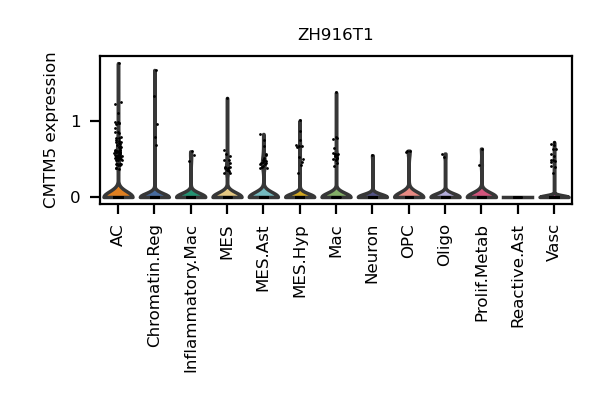 ZH916T1
CMTM5 expression
1
0
AC
Chromatin.Reg
Inflammatory.Mac
MES
MES.Ast
MES.Hyp
Mac
Neuron
OPC
Oligo
Prolif.Metab
Reactive.Ast
Vasc